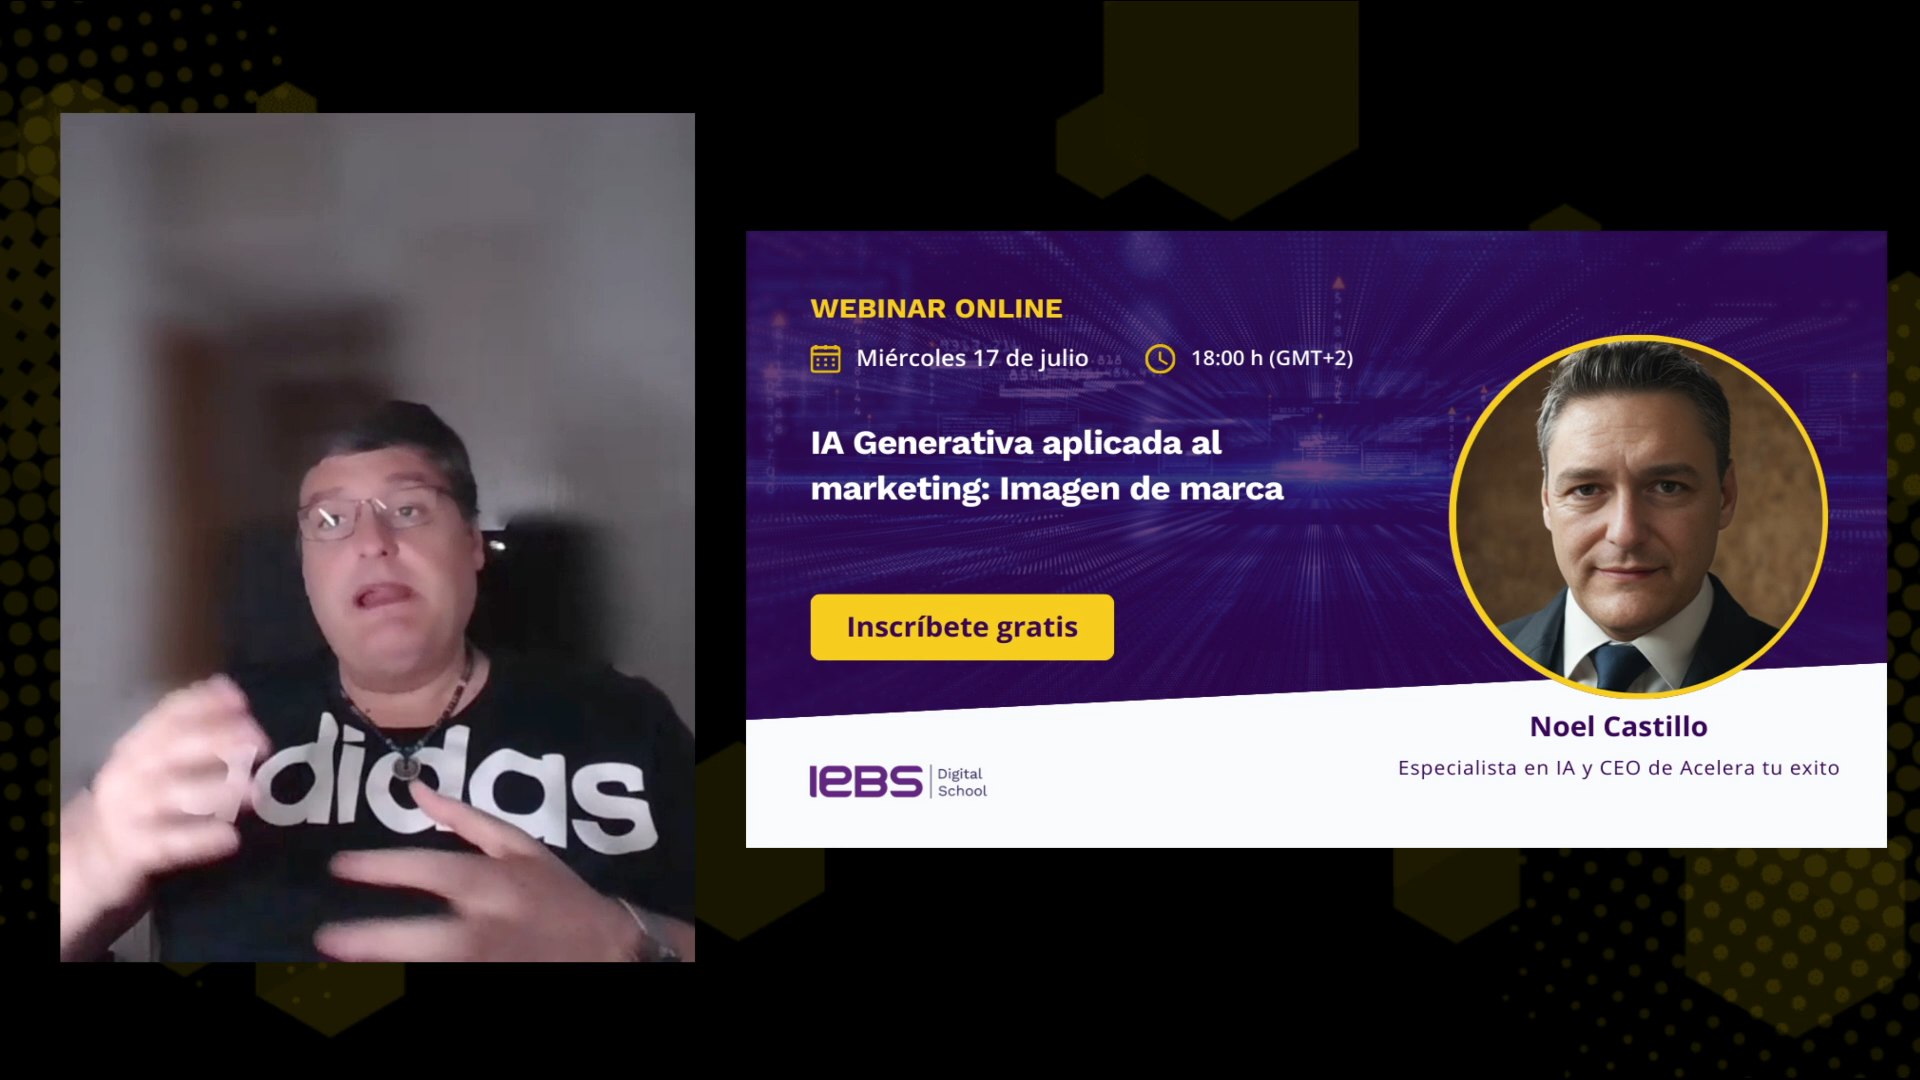 adidas
WEBINAR ONLINE
Miércoles 17 de julio
18:00 h (GMT+2)
IA Generativa aplicada al
marketing: Imagen de marca
Inscríbete gratis
Noel Castillo
Especialista en IA y CEO de Acelera tu exito
IEBS Digital
School